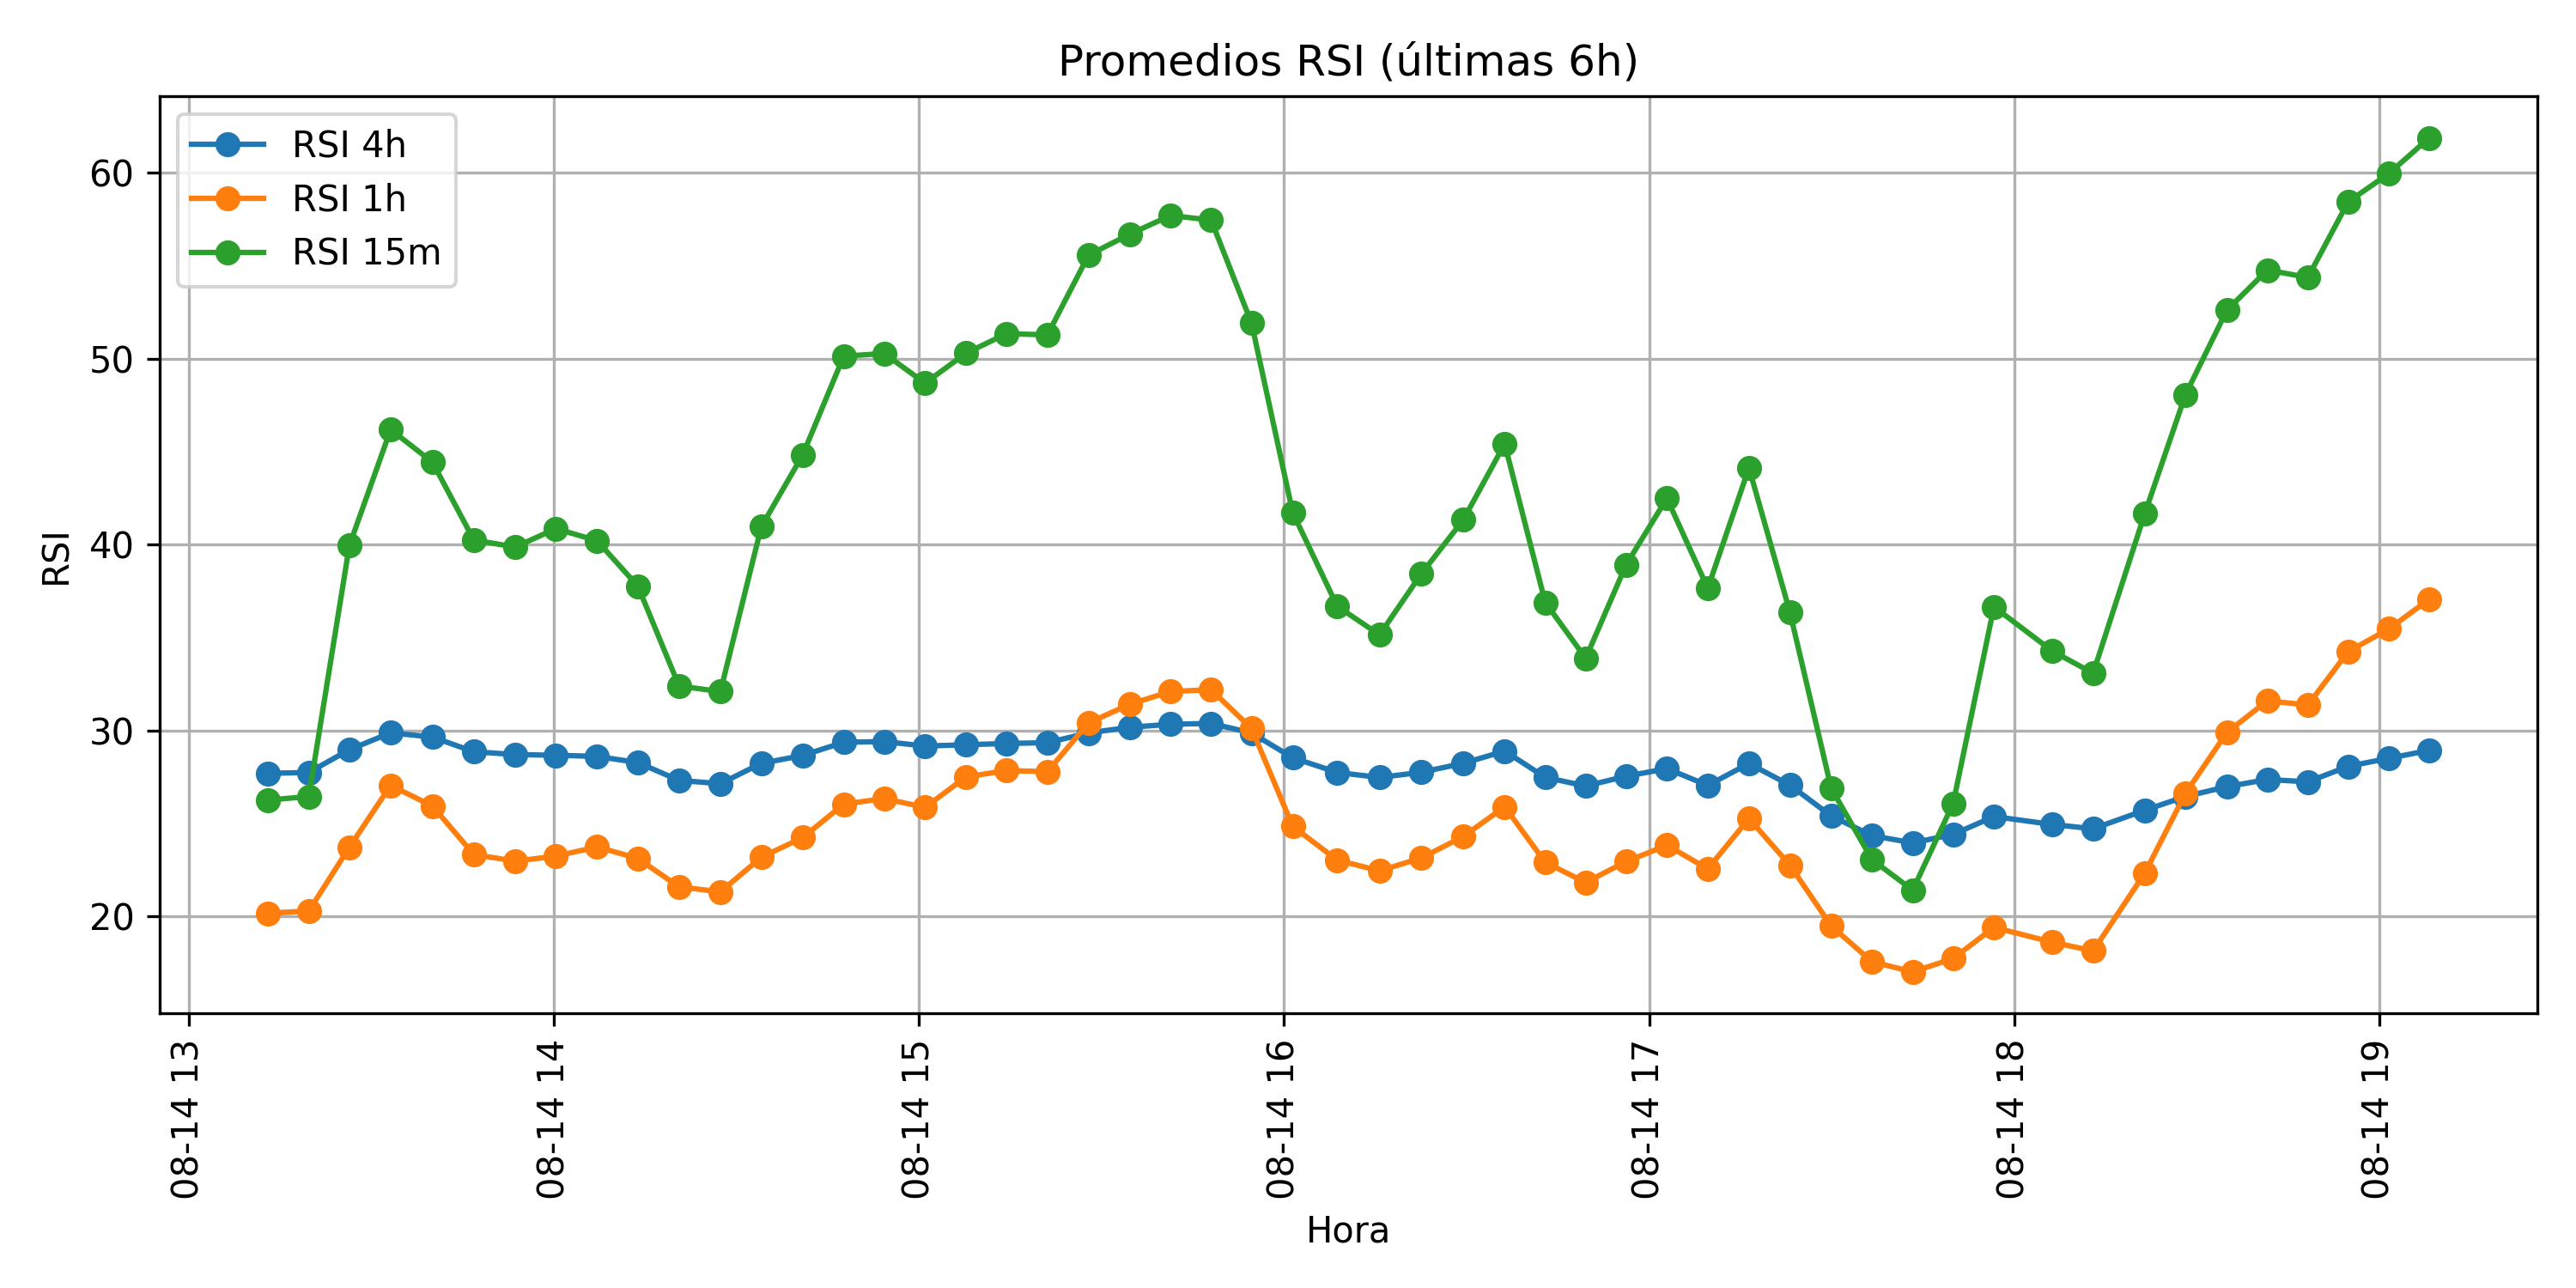 Promedios RSI (últimas 6h)
RSI 4h
RSI 1h
RSI 15m
RSI
60
50
40
30
20
08-14 13
08-14 14
08-14 15
08-14 16
08-14 17
08-14 18
08-14 19
Hora